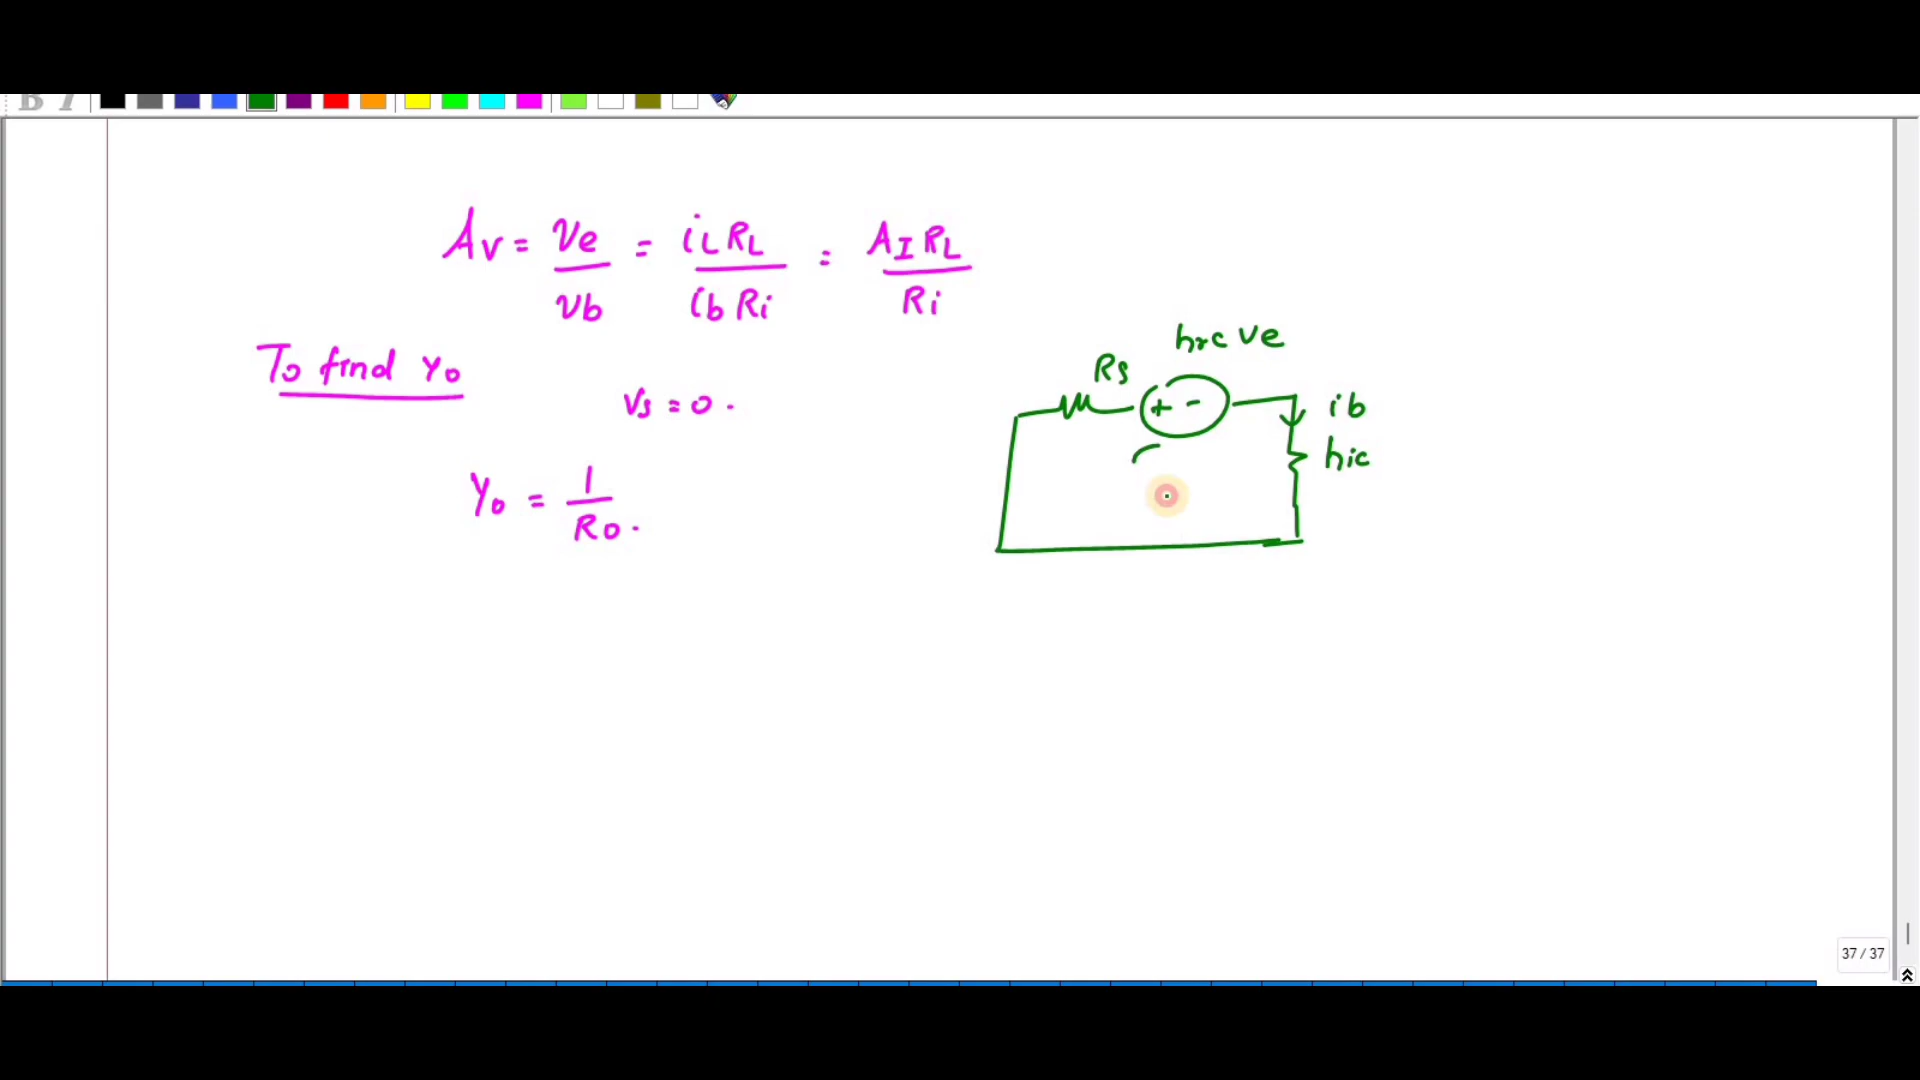 B I
Av = ve / vb = iL RL / ib Ri = AI RL / Ri
To find Yo
Vs = 0 .
Yo = 1 / Ro .
Rs
hrc ve
+ -
ib
hic
37 / 37